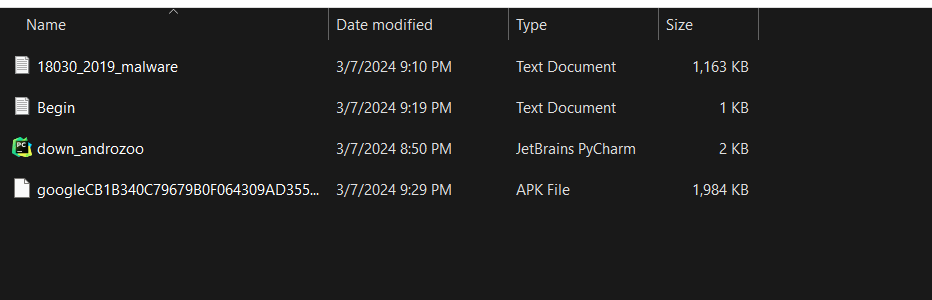 Name Date modified Type Size
18030_2019_malware 3/7/2024 9:10 PM Text Document 1,163 KB
Begin 3/7/2024 9:19 PM Text Document 1 KB
PC down_androzoo 3/7/2024 8:50 PM JetBrains PyCharm 2 KB
googleCB1B340C79679B0F064309AD355... 3/7/2024 9:29 PM APK File 1,984 KB